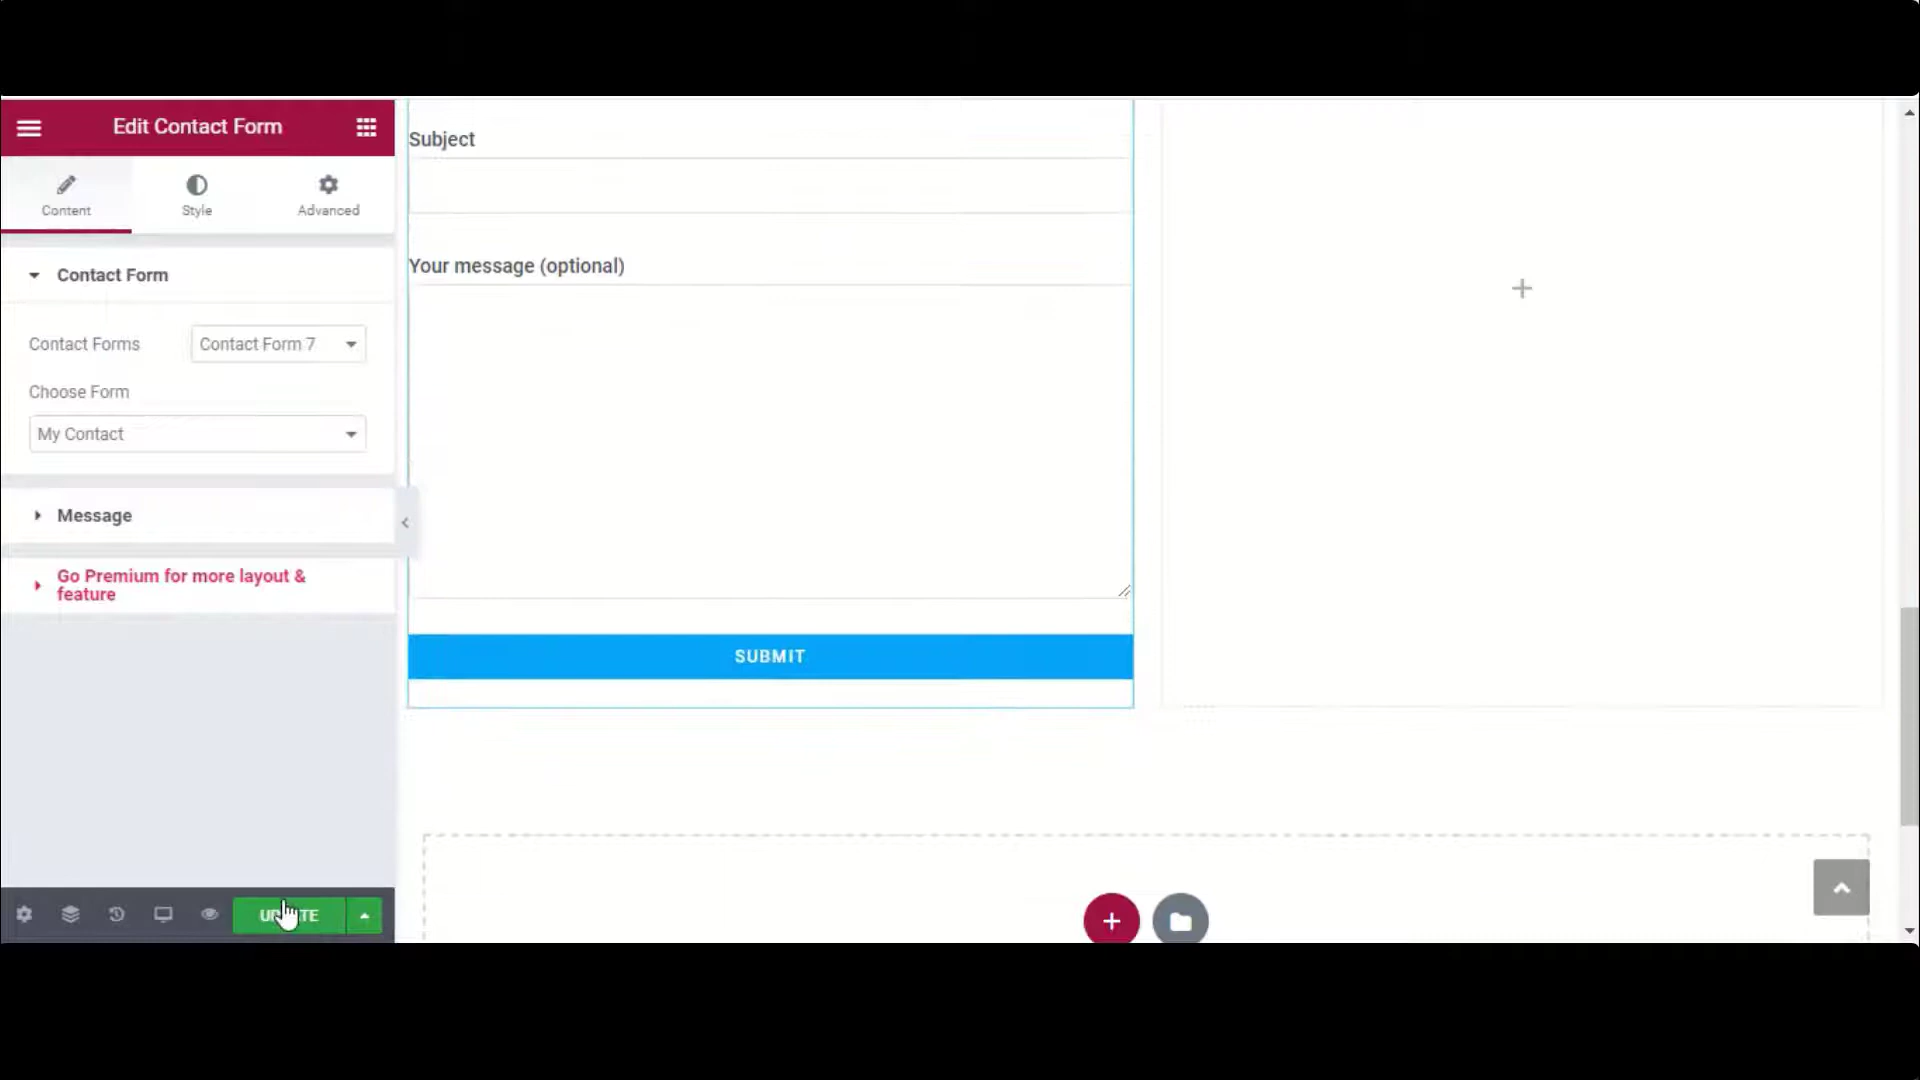 Edit Contact Form
Content
Style
Advanced
Contact Form
Contact Forms
Contact Form 7
Choose Form
My Contact
Message
Go Premium for more layout &
feature
Subject
Your message (optional)
SUBMIT